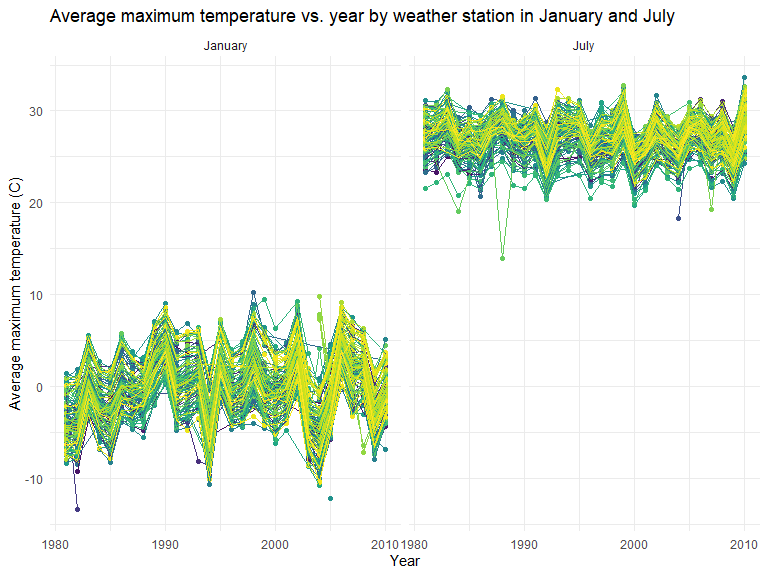 Average maximum temperature vs. year by weather station in January and July
January July
Average maximum temperature (C)
30
20
10
0
-10
1980 1990 2000 2010 1980 1990 2000 2010
Year